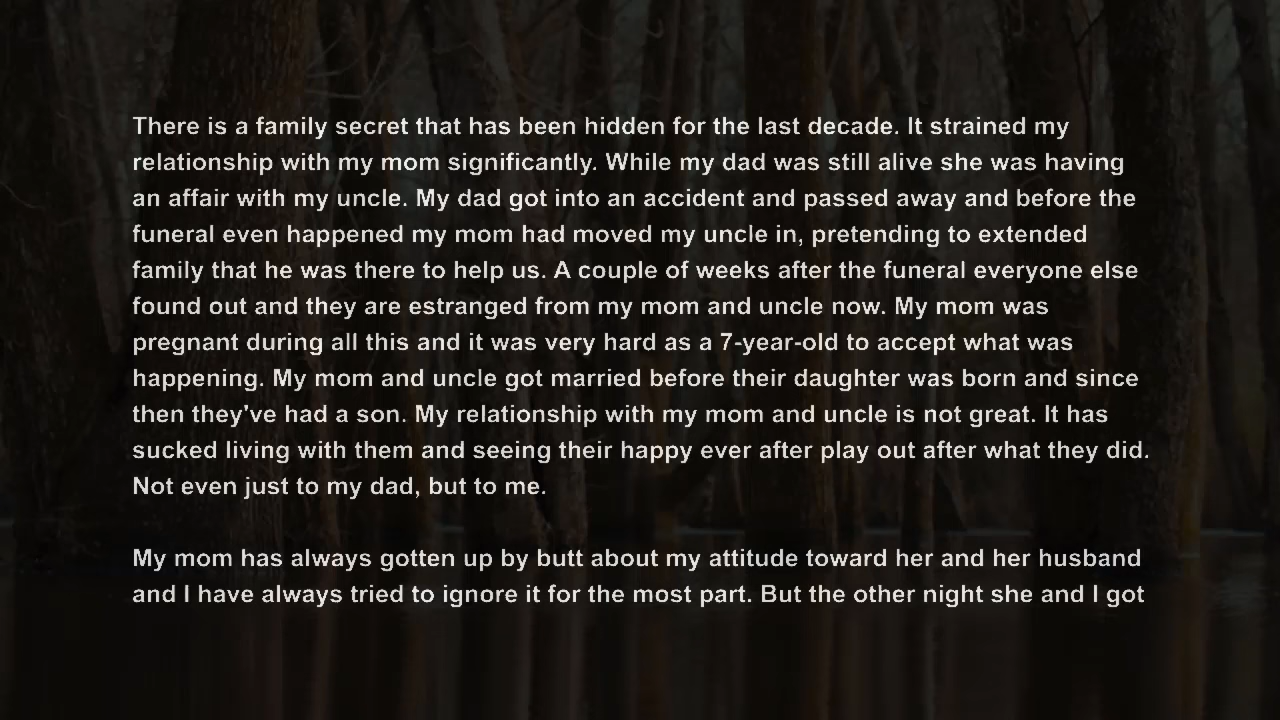 There is a family secret that has been hidden for the last decade. It strained my
relationship with my mom significantly. While my dad was still alive she was having
an affair with my uncle. My dad got into an accident and passed away and before the
funeral even happened my mom had moved my uncle in, pretending to extended
family that he was there to help us. A couple of weeks after the funeral everyone else
found out and they are estranged from my mom and uncle now. My mom was
pregnant during all this and it was very hard as a 7-year-old to accept what was
happening. My mom and uncle got married before their daughter was born and since
then they've had a son. My relationship with my mom and uncle is not great. It has
sucked living with them and seeing their happy ever after play out after what they did.
Not even just to my dad, but to me.
My mom has always gotten up by butt about my attitude toward her and her husband
and I have always tried to ignore it for the most part. But the other night she and I got